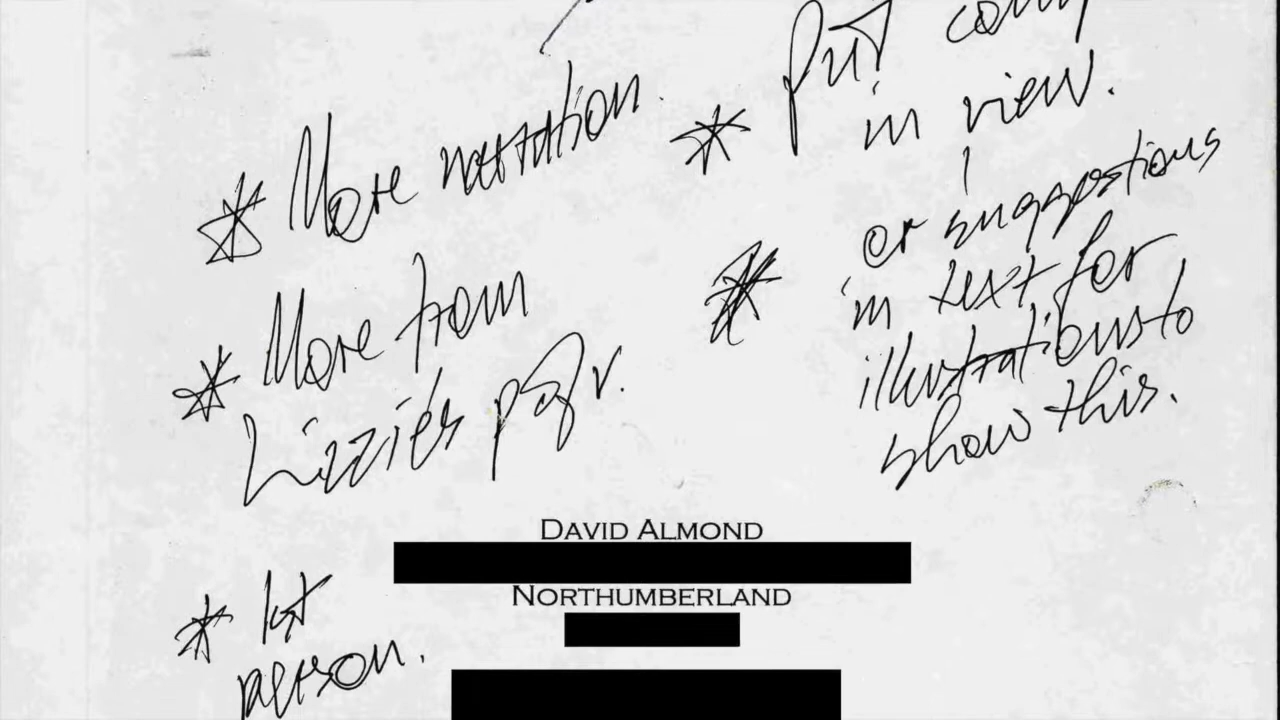 * More narration.
* More from
Lizzie's p of v.
* 1st
person.
* Put
in view.
* or suggestions
in text for
illustrations to
show this.
DAVID ALMOND
NORTHUMBERLAND